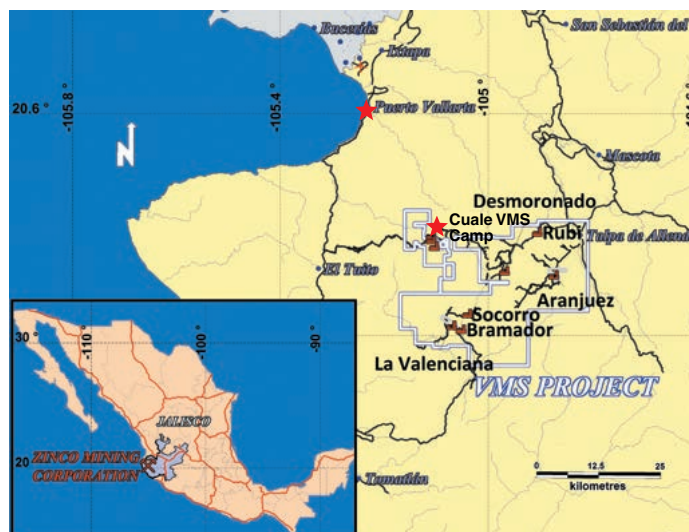 Bucerías
San Sebastián del
Ixtapa
-105.8
-105.4
-105
20.6
Puerto Vallarta
N
Mascota
Desmoronado
Cuale VMS
Camp
Rubi
Talpa de Allende
El Tuito
Aranjuez
Socorro
Bramador
La Valenciana
VMS PROJECT
-110
-100
-90
30
JALISCO
ZINCO MINING
CORPORATION
20
Tomatlán
0 12.5 25
kilometres